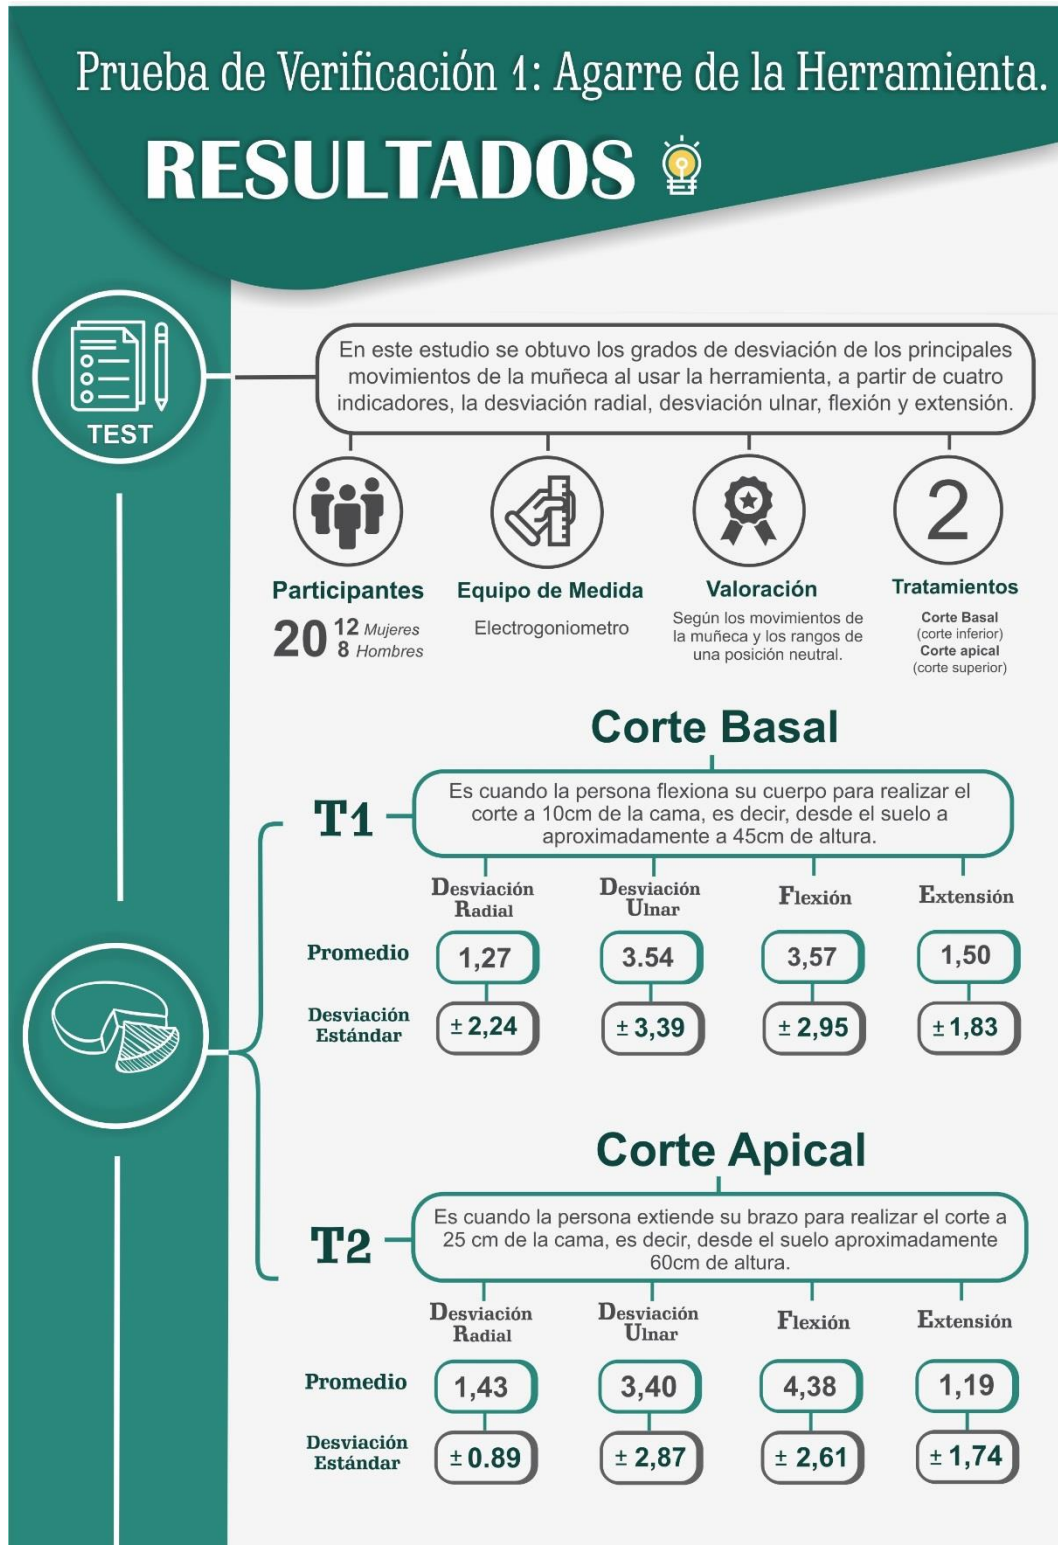 Prueba de Verificación 1: Agarre de la Herramienta.
RESULTADOS
TEST
En este estudio se obtuvo los grados de desviación de los principales
movimientos de la muñeca al usar la herramienta, a partir de cuatro
indicadores, la desviación radial, desviación ulnar, flexión y extensión.
Participantes
20 12 Mujeres
8 Hombres
Equipo de Medida
Electrogoniometro
Valoración
Según los movimientos de
la muñeca y los rangos de
una posición neutral.
2
Tratamientos
Corte Basal
(corte inferior)
Corte apical
(corte superior)
Corte Basal
T1
Es cuando la persona flexiona su cuerpo para realizar el
corte a 10cm de la cama, es decir, desde el suelo a
aproximadamente a 45cm de altura.
Desviación
Radial
Desviación
Ulnar
Flexión
Extensión
Promedio 1,27 3.54 3,57 1,50
Desviación
Estándar
± 2,24 ± 3,39 ± 2,95 ± 1,83
Corte Apical
T2
Es cuando la persona extiende su brazo para realizar el corte a
25 cm de la cama, es decir, desde el suelo aproximadamente
60cm de altura.
Desviación
Radial
Desviación
Ulnar
Flexión
Extensión
Promedio 1,43 3,40 4,38 1,19
Desviación
Estándar
± 0.89 ± 2,87 ± 2,61 ± 1,74